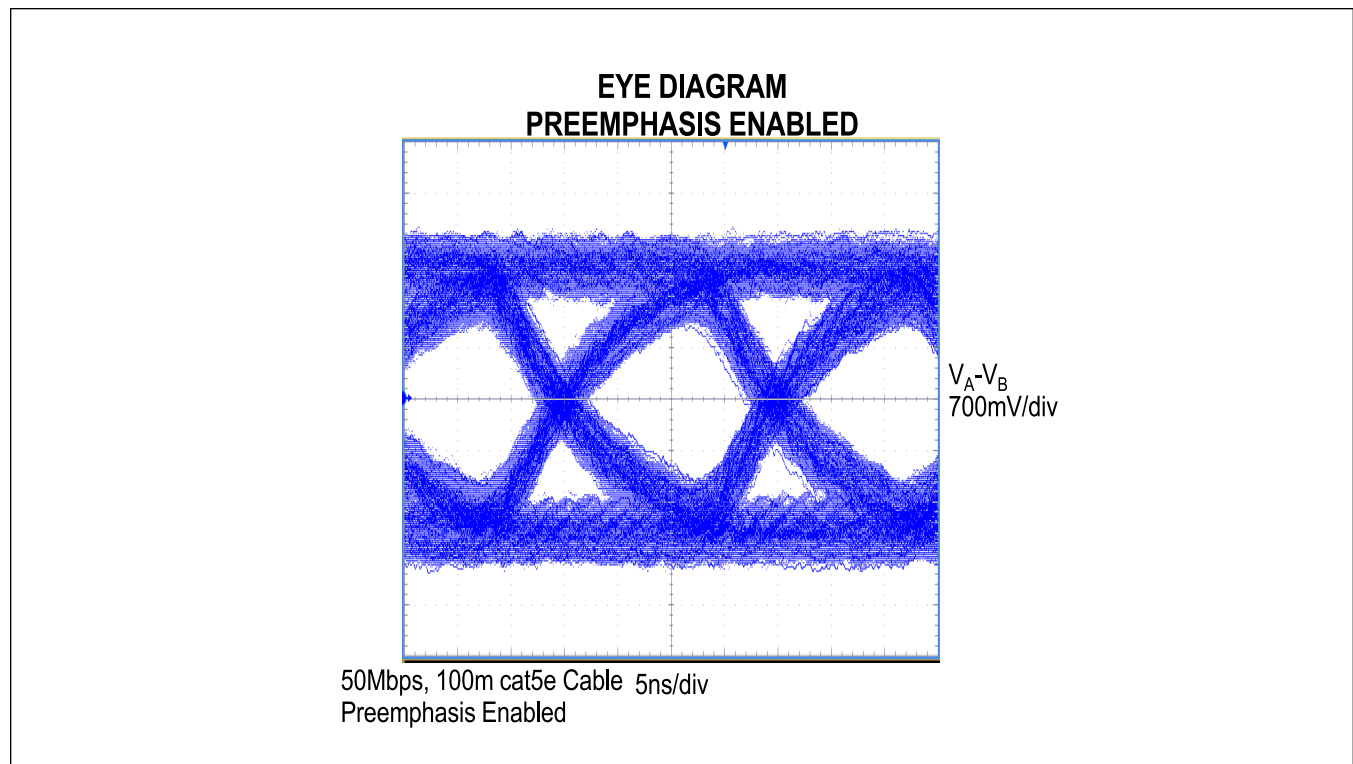 EYE DIAGRAM
PREEMPHASIS ENABLED
VA-VB
700mV/div
50Mbps, 100m cat5e Cable 5ns/div
Preemphasis Enabled